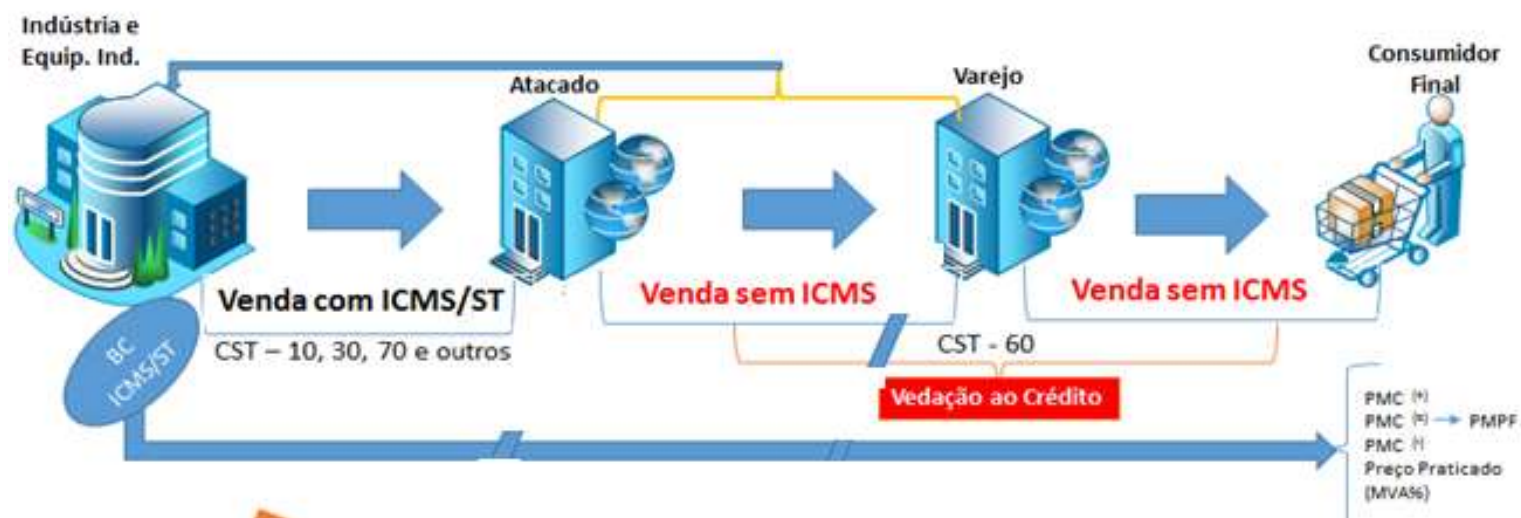 Indústria e
Equip. Ind.
Atacado
Varejo
Consumidor
Final
Venda com ICMS/ST
Venda sem ICMS
Venda sem ICMS
CST – 10, 30, 70 e outros
CST - 60
BC
ICMS/ST
Vedação ao Crédito
PMC (+)
PMC (=) → PMPF
PMC (-)
Preço Praticado
(MVA%)